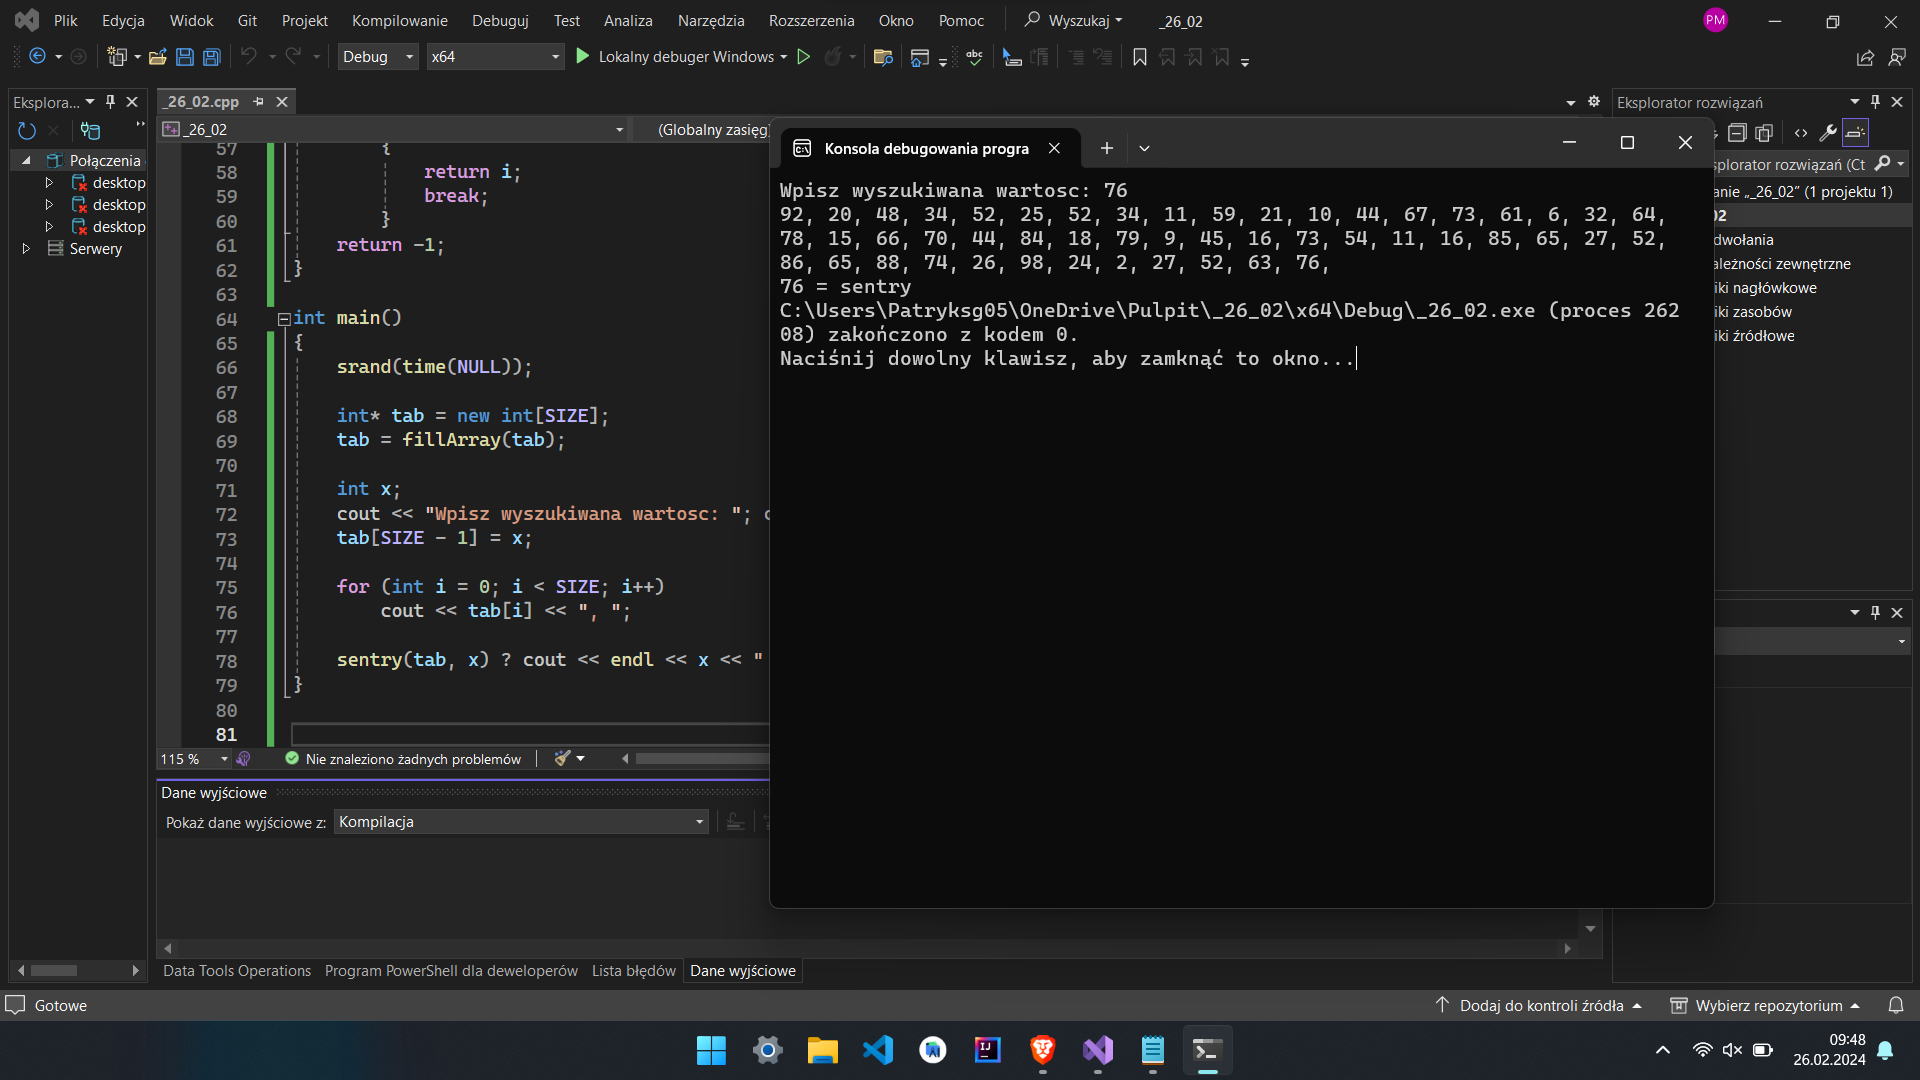 Plik Edycja Widok Git Projekt Kompilowanie Debuguj Test Analiza Narzędzia Rozszerzenia Okno Pomoc Wyszukaj _26_02 PM
Debug x64 Lokalny debuger Windows
Eksplora...
Połączenia
desktop
desktop
desktop
Serwery
_26_02.cpp
_26_02 (Globalny zasięg)
57 {
58 return i;
59 break;
60 }
61 return -1;
62 }
63
64 int main()
65 {
66 srand(time(NULL));
67
68 int* tab = new int[SIZE];
69 tab = fillArray(tab);
70
71 int x;
72 cout << "Wpisz wyszukiwana wartosc: "; c
73 tab[SIZE - 1] = x;
74
75 for (int i = 0; i < SIZE; i++)
76 cout << tab[i] << ", ";
77
78 sentry(tab, x) ? cout << endl << x << "
79 }
80
81
115 % Nie znaleziono żadnych problemów
Dane wyjściowe
Pokaż dane wyjściowe z: Kompilacja
Data Tools Operations Program PowerShell dla deweloperów Lista błędów Dane wyjściowe
Konsola debugowania progra
Wpisz wyszukiwana wartosc: 76
92, 20, 48, 34, 52, 25, 52, 34, 11, 59, 21, 10, 44, 67, 73, 61, 6, 32, 64,
78, 15, 66, 70, 44, 84, 18, 79, 9, 45, 16, 73, 54, 11, 16, 85, 65, 27, 52,
86, 65, 88, 74, 26, 98, 24, 2, 27, 52, 63, 76,
76 = sentry
C:\Users\Patryksg05\OneDrive\Pulpit\_26_02\x64\Debug\_26_02.exe (proces 262
08) zakończono z kodem 0.
Naciśnij dowolny klawisz, aby zamknąć to okno...
Eksplorator rozwiązań
splorator rozwiązań (Ct
anie „_26_02” (1 projektu 1)
02
dwołania
ależności zewnętrzne
iki nagłówkowe
iki zasobów
iki źródłowe
Gotowe Dodaj do kontroli źródła Wybierz repozytorium
09:48
26.02.2024